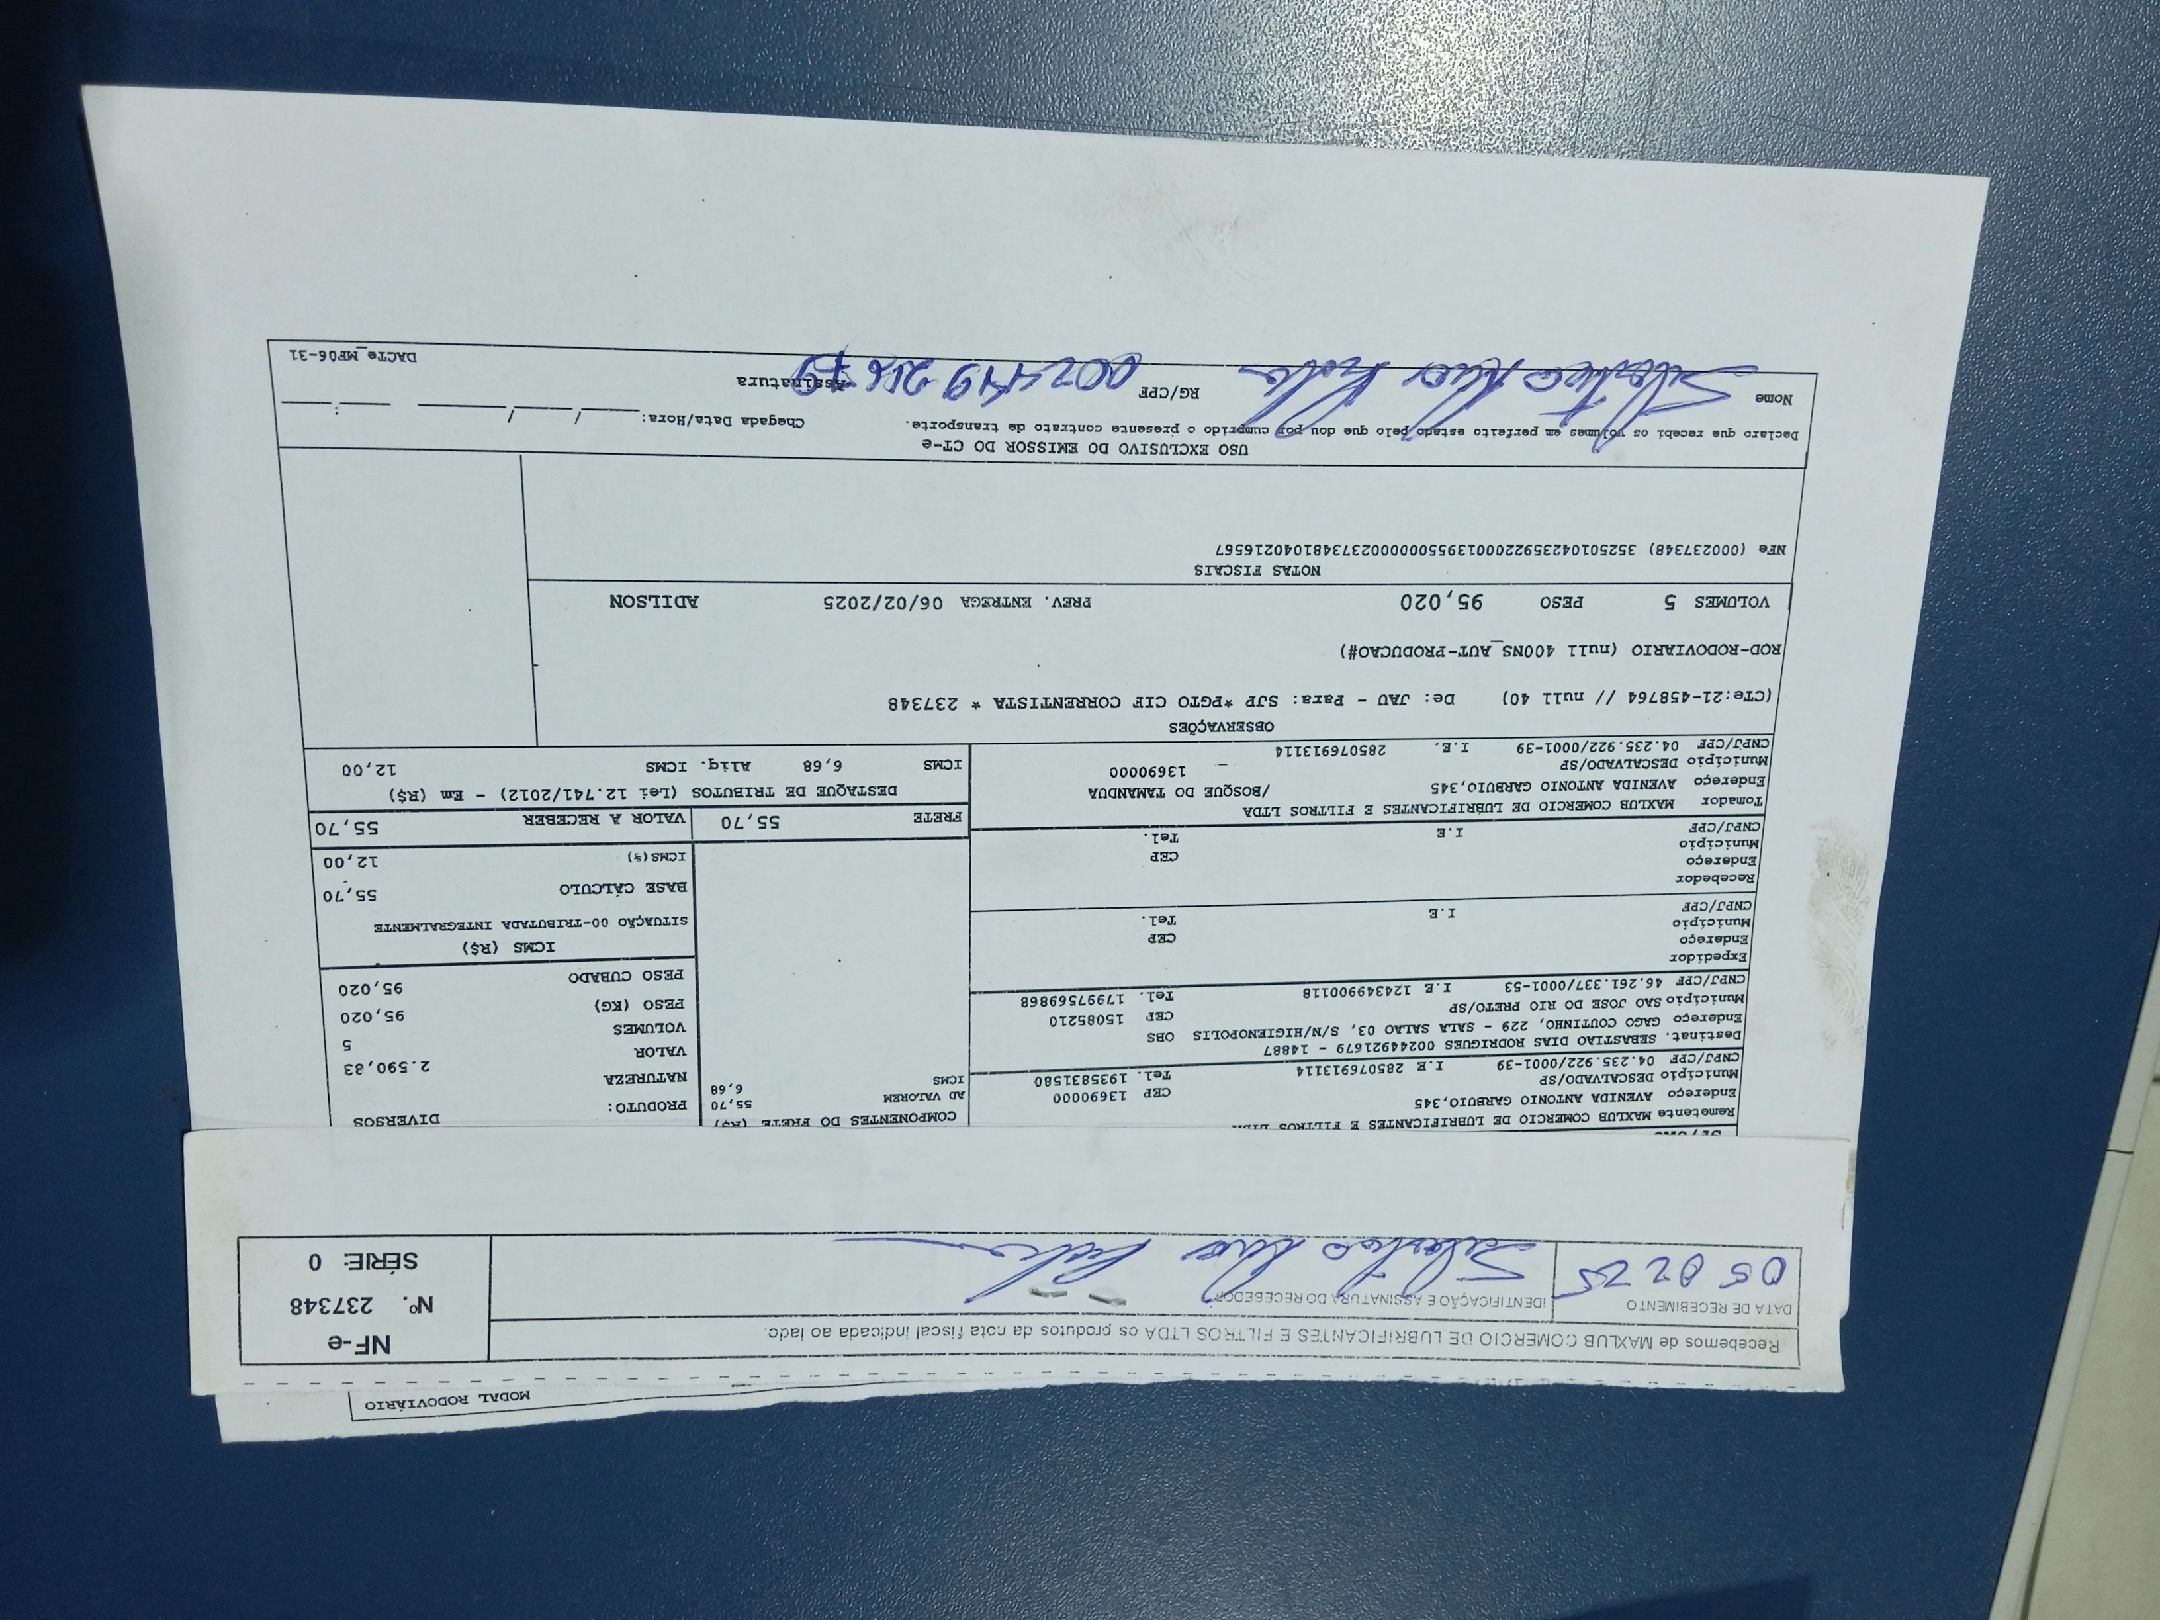 MODAL RODOVIÁRIO
Recebemos de MAXLUB COMERCIO DE LUBRIFICANTES E FILTROS LTDA os produtos da nota fiscal indicada ao lado.
NF-e
Nº. 237348
SÉRIE: 0
DATA DE RECEBIMENTO
05 02 25
IDENTIFICAÇÃO E ASSINATURA DO RECEBEDOR
Remetente MAXLUB COMERCIO DE LUBRIFICANTES E FILTROS LTDA
Endereço AVENIDA ANTONIO GARBUIO,345 CEP 13690000
Município DESCALVADO/SP Tel. 1935831580
CNPJ/CPF 04.235.922/0001-39 I.E 285076913114
Destinat. SEBASTIAO DIAS RODRIGUES 00244921679 - 14887
Endereço GAGO COUTINHO, 229 - SALA SALAO 03, S/N/HIGIENOPOLIS OBS
Município SAO JOSE DO RIO PRETO/SP CEP 15085210
CNPJ/CPF 46.261.337/0001-53 I.E 124349900118 Tel. 17997569868
Expedidor
Endereço CEP
Município Tel.
CNPJ/CPF I.E
Recebedor
Endereço CEP
Município Tel.
CNPJ/CPF I.E
Tomador MAXLUB COMERCIO DE LUBRIFICANTES E FILTROS LTDA
Endereço AVENIDA ANTONIO GARBUIO,345 /BOSQUE DO TAMANDUA
Município DESCALVADO/SP 13690000
CNPJ/CPF 04.235.922/0001-39 I.E. 285076913114
COMPONENTES DO FRETE (R$)
AD VALOREM 55,70
ICMS 6,68
PRODUTO: DIVERSOS
NATUREZA
VALOR 2.590,83
VOLUMES 5
PESO (KG) 95,020
PESO CUBADO 95,020
ICMS (R$)
SITUAÇÃO 00-TRIBUTADA INTEGRALMENTE
BASE CÁLCULO 55,70
ICMS(%) 12,00
FRETE 55,70 VALOR A RECEBER 55,70
DESTAQUE DE TRIBUTOS (Lei 12.741/2012) - Em (R$)
ICMS 6,68 Aliq. ICMS 12,00
OBSERVAÇÕES
(CTe:21-458764 // null 40) De: JAU - Para: SJP *PGTO CIF CORRENTISTA * 237348
ROD-RODOVIARIO (null 400NS_AUT-PRODUCAO#)
VOLUMES 5 PESO 95,020 PREV. ENTREGA 06/02/2025 ADILSON
NOTAS FISCAIS
NFe (000237348) 35250104235922000139550000002373481040216567
USO EXCLUSIVO DO EMISSOR DO CT-e
Declaro que recebi os volumes em perfeito estado pelo que dou por cumprido o presente contrato de transporte. Chegada Data/Hora: ___/___/______ ___:___
Nome RG/CPF 002449216 79 Assinatura
DACTe_MF06-31